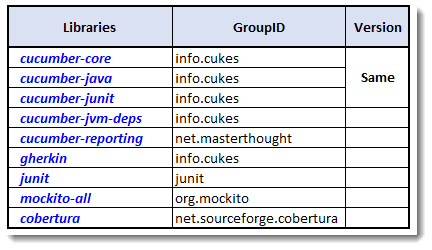 Libraries GroupID Version
cucumber-core info.cukes
cucumber-java info.cukes Same
cucumber-junit info.cukes
cucumber-jvm-deps info.cukes
cucumber-reporting net.masterthought
gherkin info.cukes
junit junit
mockito-all org.mockito
cobertura net.sourceforge.cobertura